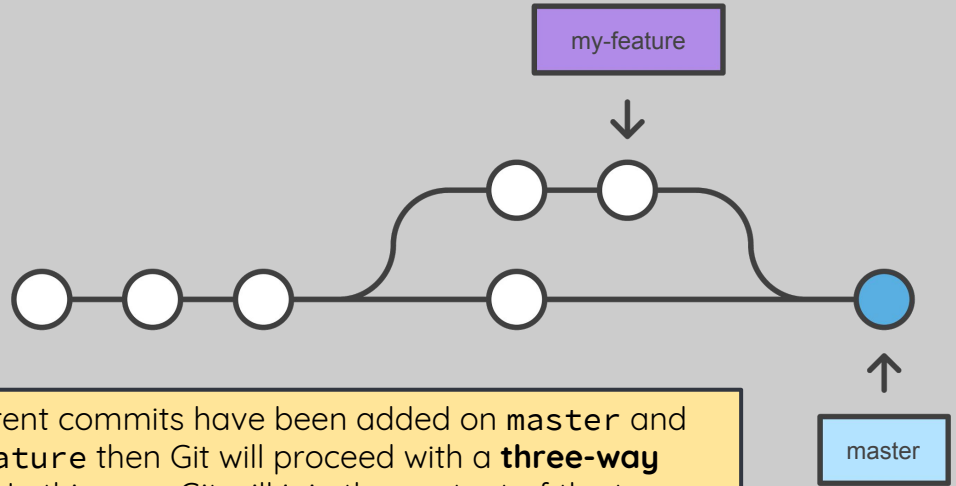 my-feature
rent commits have been added on master and
ature then Git will proceed with a three-way
master